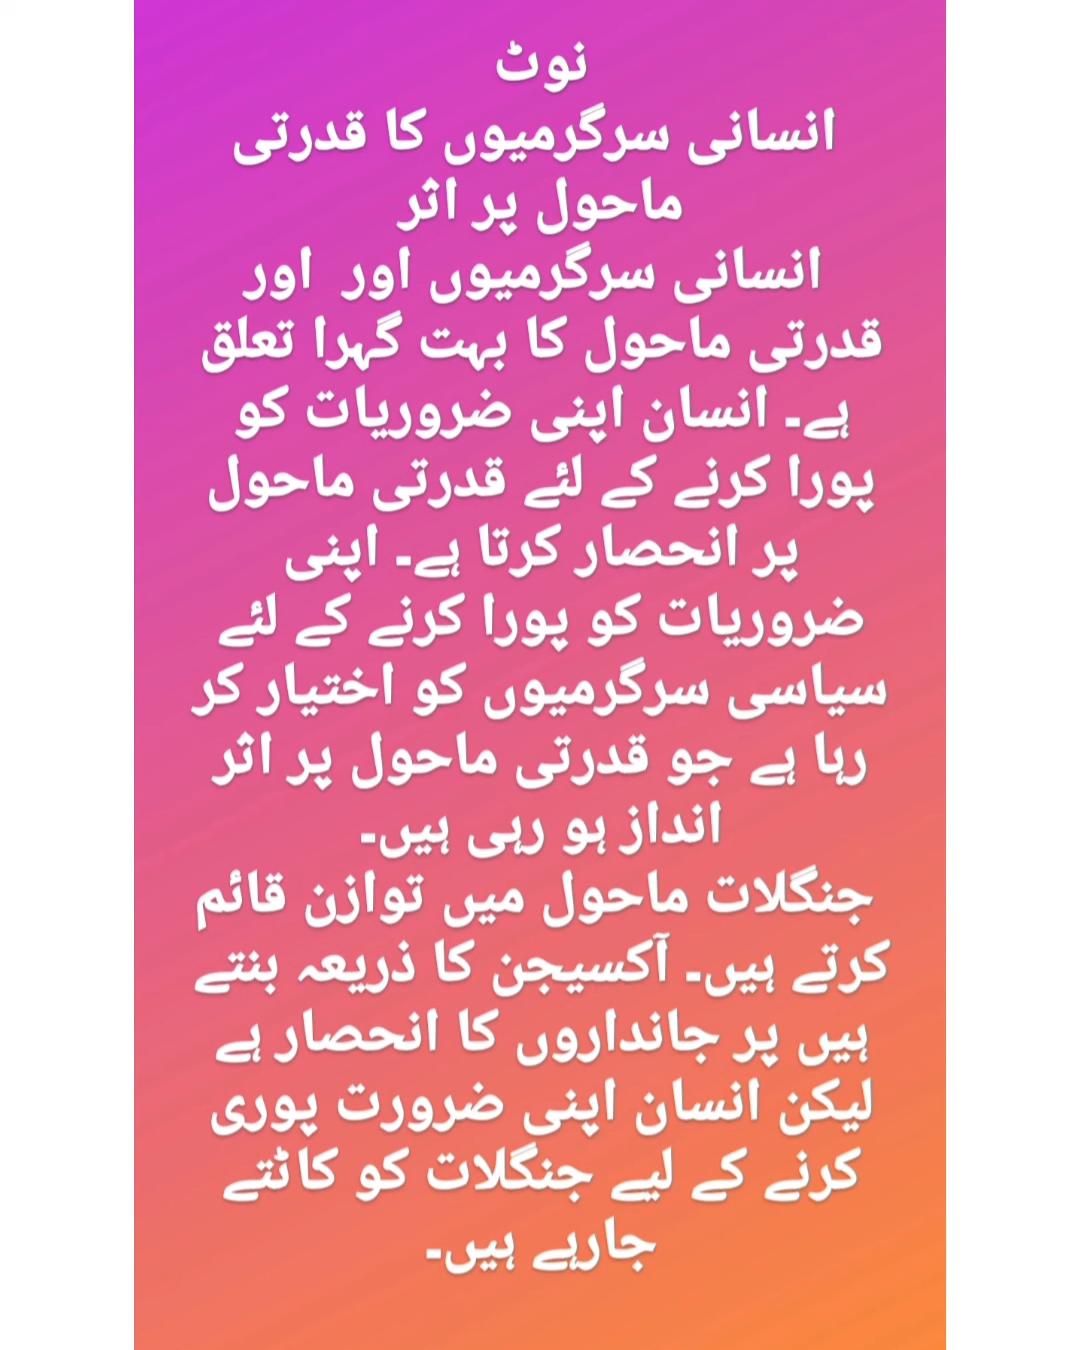 نوٹ
انسانی سرگرمیوں کا قدرتی
ماحول پر اثر
انسانی سرگرمیوں اور اور
قدرتی ماحول کا بہت گہرا تعلق
ہے۔ انسان اپنی ضروریات کو
پورا کرنے کے لئے قدرتی ماحول
پر انحصار کرتا ہے۔ اپنی
ضروریات کو پورا کرنے کے لئے
سیاسی سرگرمیوں کو اختیار کر
رہا ہے جو قدرتی ماحول پر اثر
انداز ہو رہی ہیں۔
جنگلات ماحول میں توازن قائم
کرتے ہیں۔ آکسیجن کا ذریعہ بنتے
ہیں پر جانداروں کا انحصار ہے
لیکن انسان اپنی ضرورت پوری
کرنے کے لیے جنگلات کو کاٹتے
جارہے ہیں۔